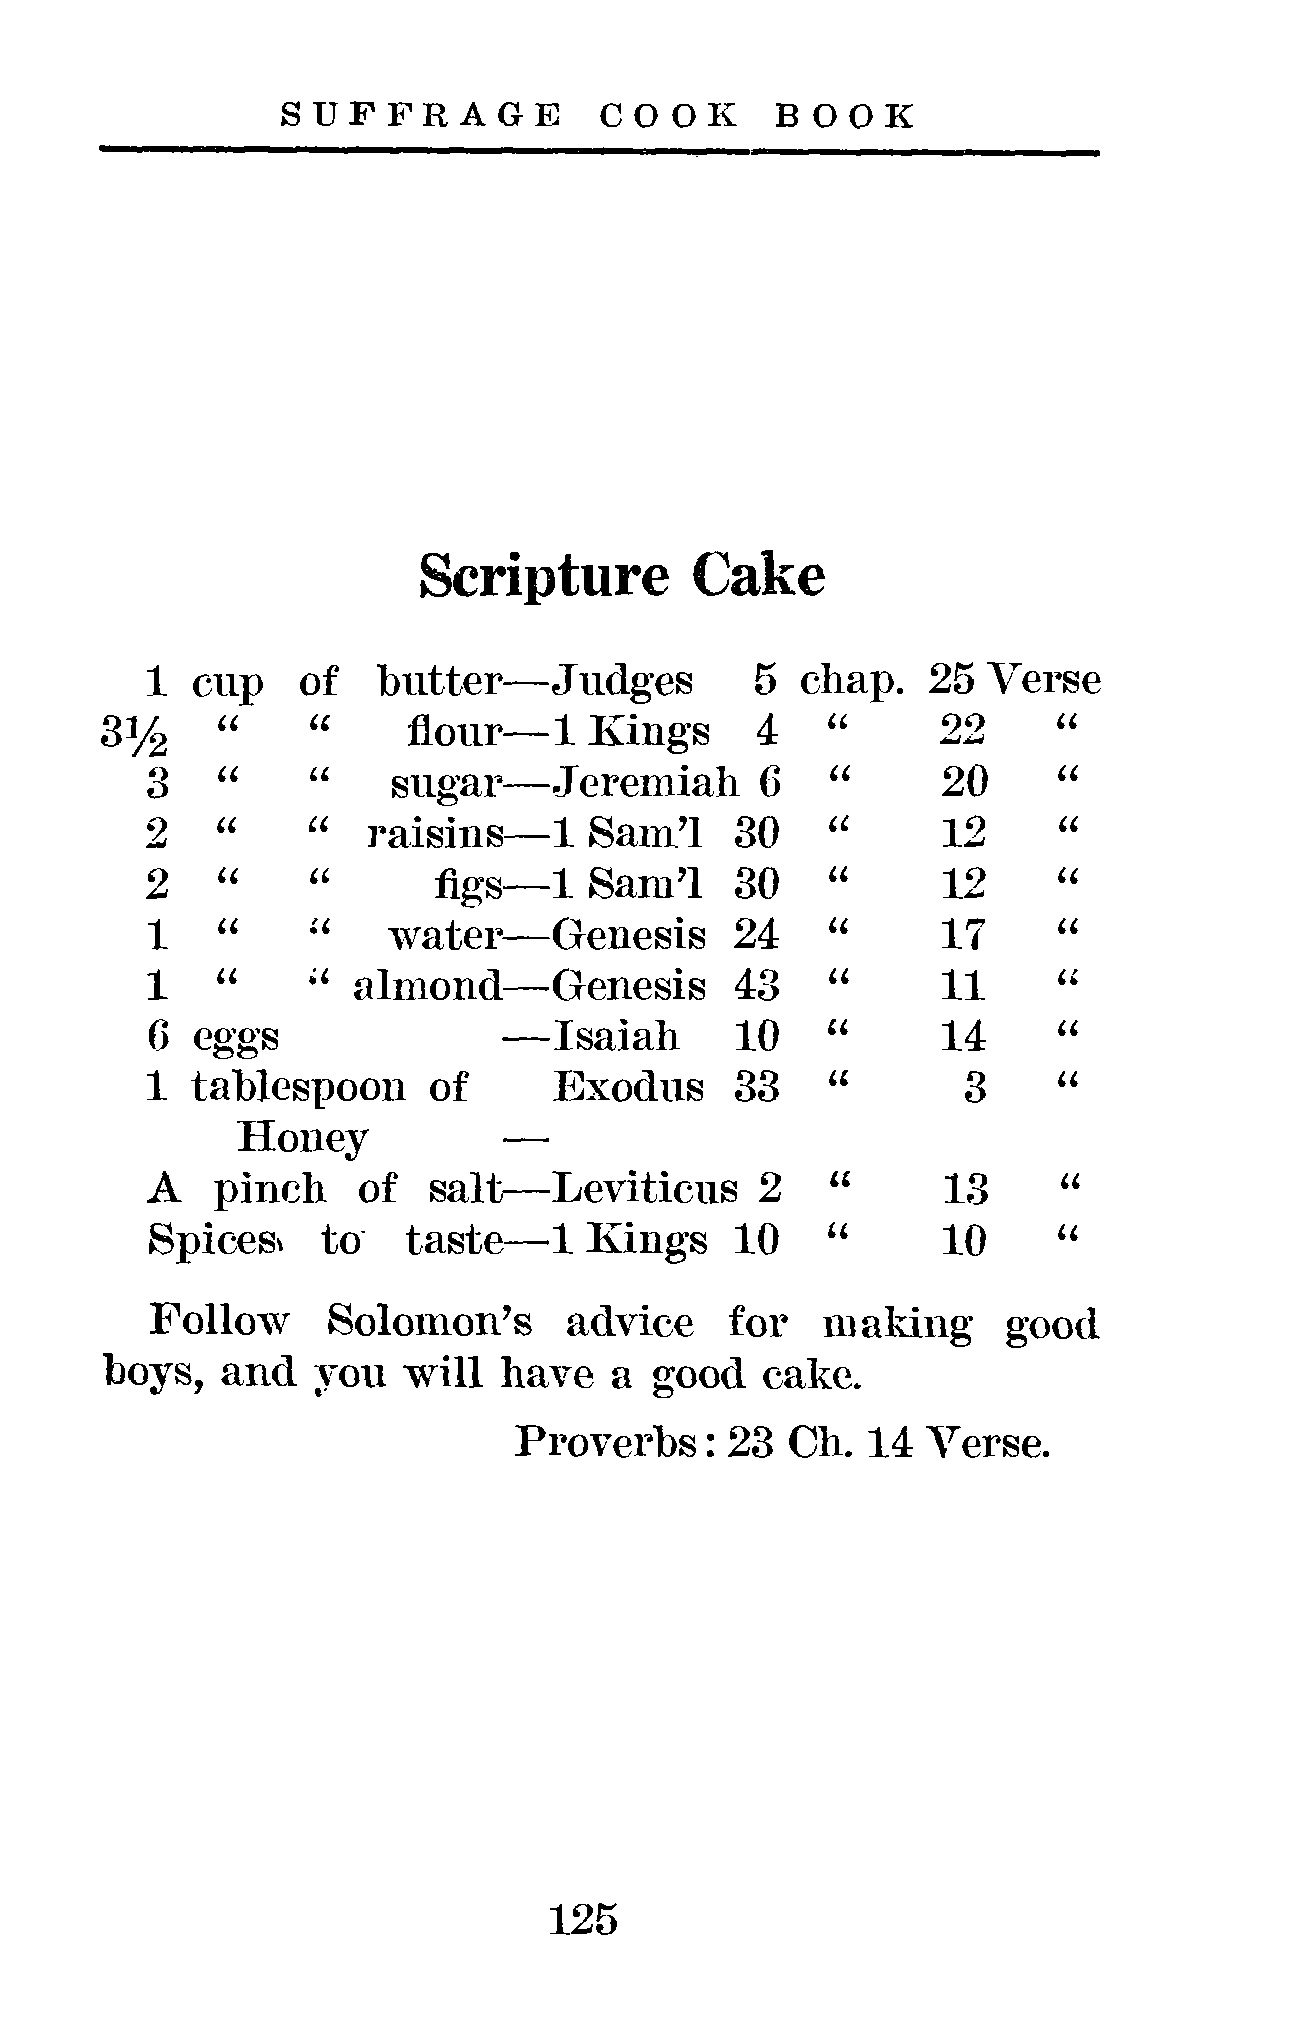 SUFFRAGE COOK BOOK
Scripture Cake
1 cup of butter—Judges 5 chap. 25 Verse
3½ “ “ flour—1 Kings 4 “ 22 “
3 “ “ sugar—Jeremiah 6 “ 20 “
2 “ “ raisins—1 Sam.’l 30 “ 12 “
2 “ “ figs—1 Sam’l 30 “ 12 “
1 “ “ water—Genesis 24 “ 17 “
1 “ “ almond—Genesis 43 “ 11 “
6 eggs —Isaiah 10 “ 14 “
1 tablespoon of Exodus 33 “ 3 “
Honey —
A pinch of salt—Leviticus 2 “ 13 “
Spices to taste—1 Kings 10 “ 10 “
Follow Solomon’s advice for making good
boys, and you will have a good cake.
Proverbs: 23 Ch. 14 Verse.
125